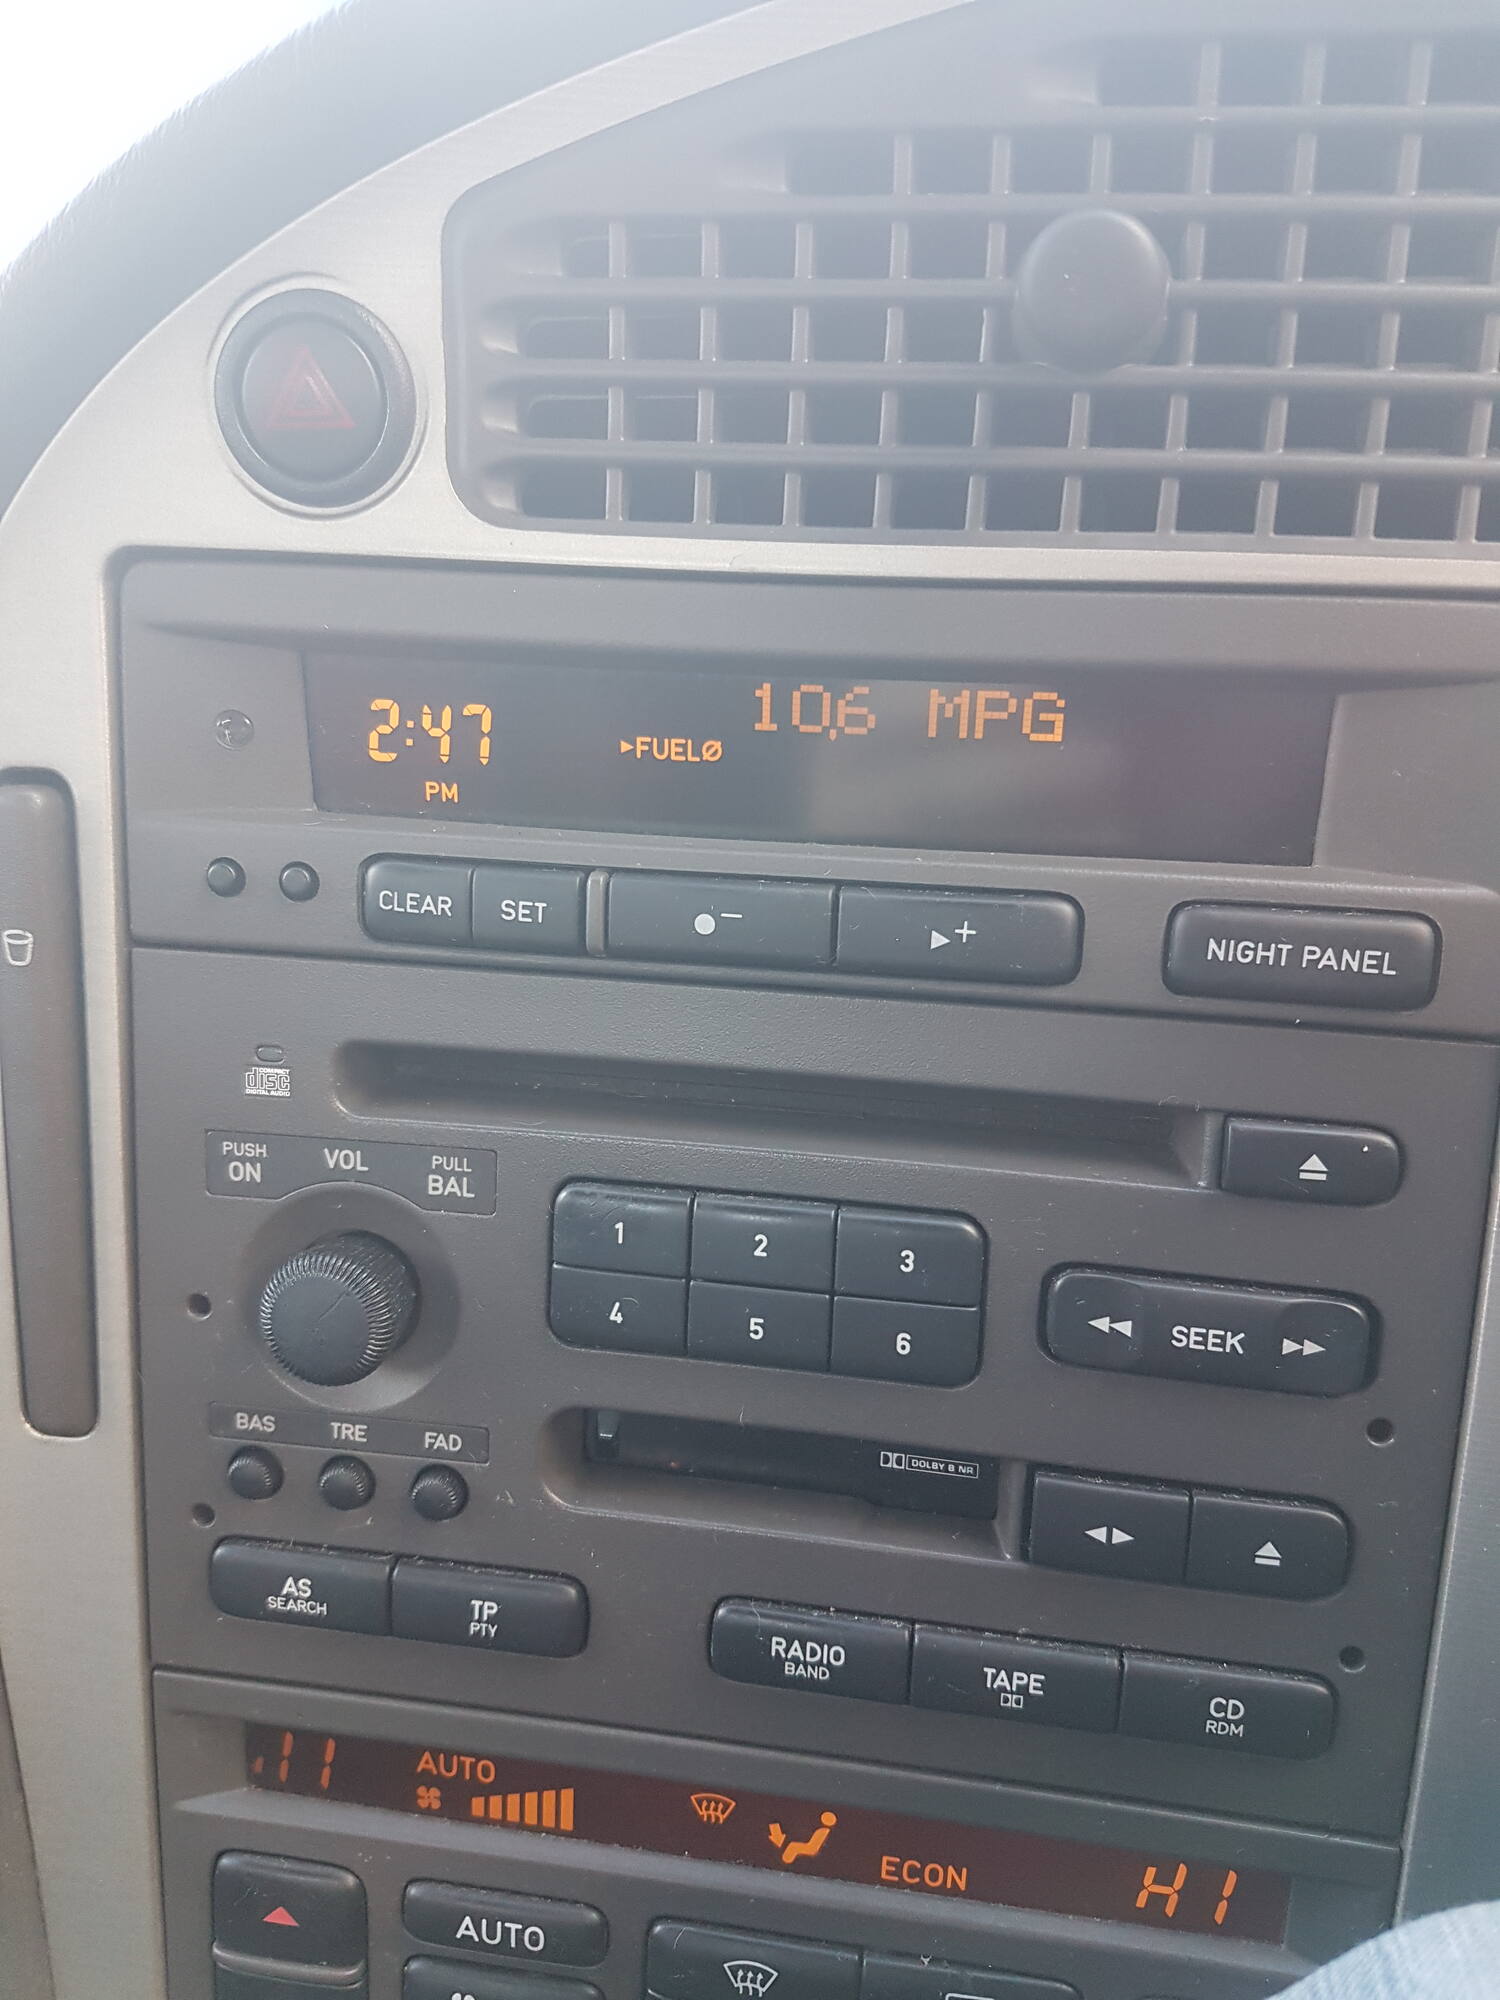 10.6 MPG
2:47
▸FUELØ
PM
CLEAR SET ●− ▸+ NIGHT PANEL
COMPACT
disc
DIGITAL AUDIO
PUSH
ON
VOL
PULL
BAL
1 2 3
4 5 6
◀◀ SEEK ▶▶
BAS TRE FAD
DOLBY B NR
AS
SEARCH
TP
PTY
RADIO
BAND
TAPE
CD
RDM
AUTO
ECON
HI
AUTO